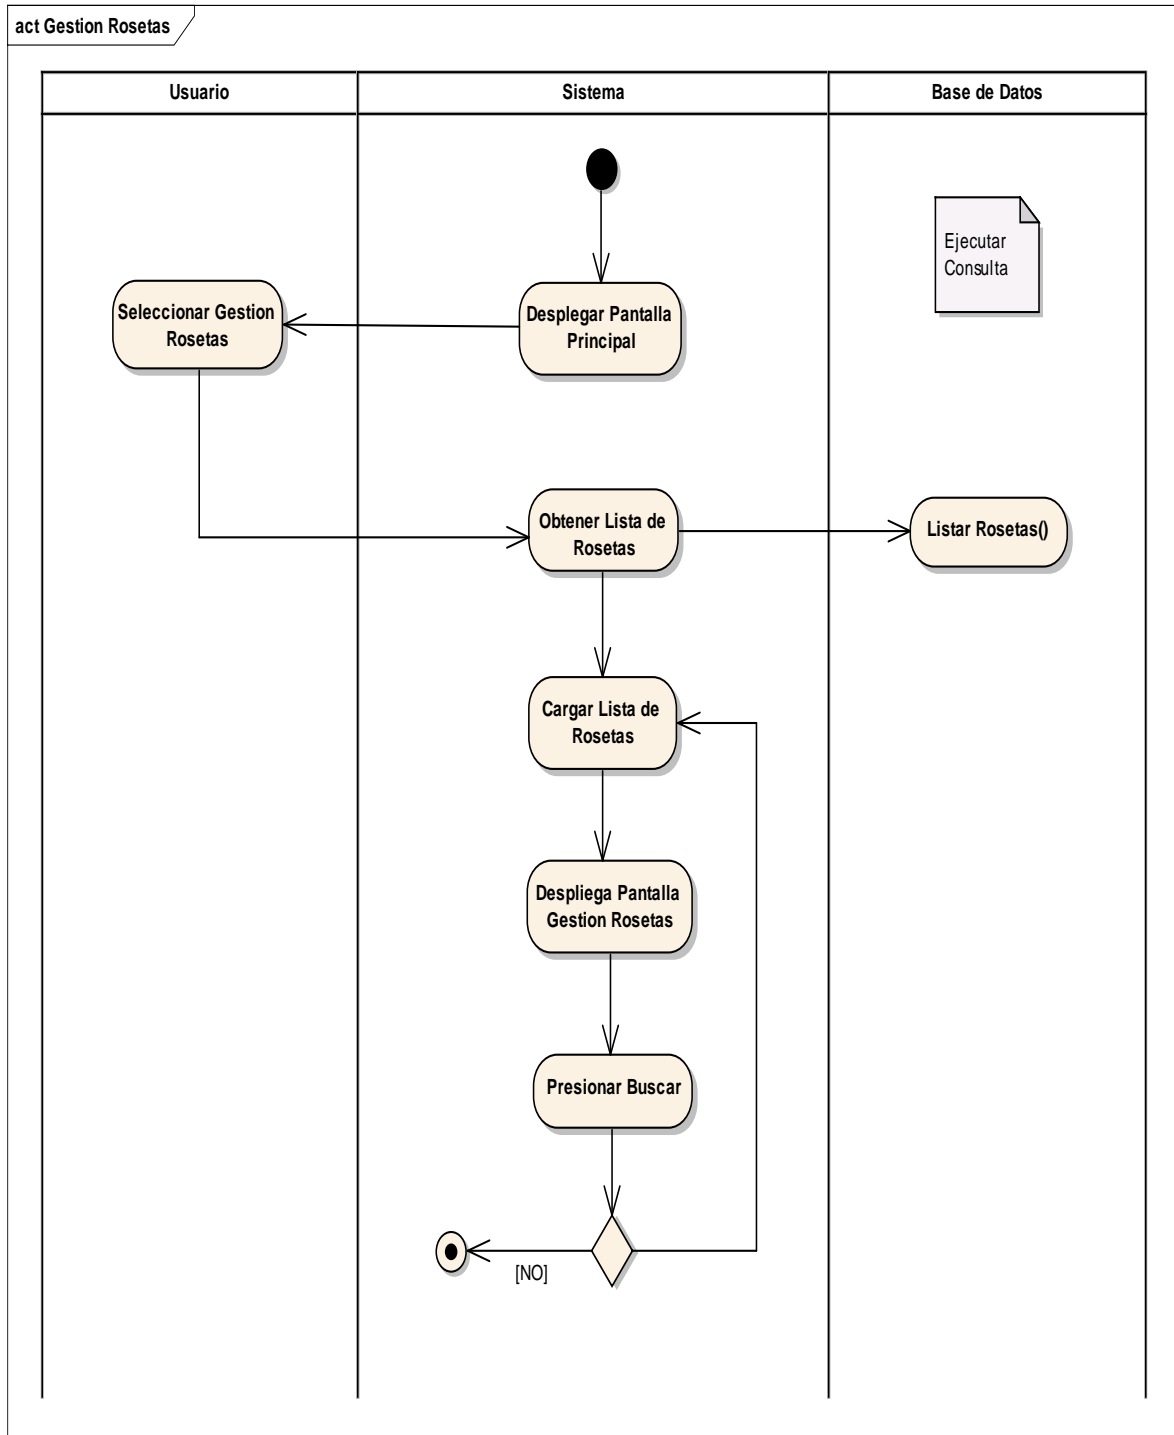 act Gestion Rosetas
Usuario
Sistema
Base de Datos
Ejecutar
Consulta
Seleccionar Gestion
Rosetas
Desplegar Pantalla
Principal
Obtener Lista de
Rosetas
Listar Rosetas()
Cargar Lista de
Rosetas
Despliega Pantalla
Gestion Rosetas
Presionar Buscar
[NO]